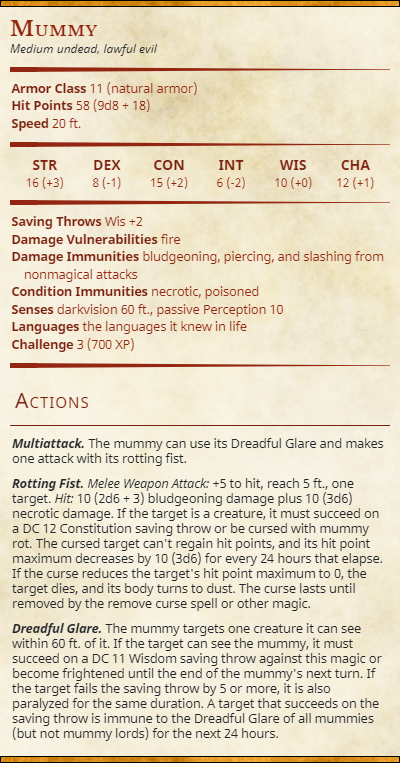 Mummy
Medium undead, lawful evil
Armor Class 11 (natural armor)
Hit Points 58 (9d8 + 18)
Speed 20 ft.
STR DEX CON INT WIS CHA
16 (+3) 8 (-1) 15 (+2) 6 (-2) 10 (+0) 12 (+1)
Saving Throws Wis +2
Damage Vulnerabilities fire
Damage Immunities bludgeoning, piercing, and slashing from
nonmagical attacks
Condition Immunities necrotic, poisoned
Senses darkvision 60 ft., passive Perception 10
Languages the languages it knew in life
Challenge 3 (700 XP)
Actions
Multiattack. The mummy can use its Dreadful Glare and makes
one attack with its rotting fist.
Rotting Fist. Melee Weapon Attack: +5 to hit, reach 5 ft., one
target. Hit: 10 (2d6 + 3) bludgeoning damage plus 10 (3d6)
necrotic damage. If the target is a creature, it must succeed on
a DC 12 Constitution saving throw or be cursed with mummy
rot. The cursed target can't regain hit points, and its hit point
maximum decreases by 10 (3d6) for every 24 hours that elapse.
If the curse reduces the target's hit point maximum to 0, the
target dies, and its body turns to dust. The curse lasts until
removed by the remove curse spell or other magic.
Dreadful Glare. The mummy targets one creature it can see
within 60 ft. of it. If the target can see the mummy, it must
succeed on a DC 11 Wisdom saving throw against this magic or
become frightened until the end of the mummy's next turn. If
the target fails the saving throw by 5 or more, it is also
paralyzed for the same duration. A target that succeeds on the
saving throw is immune to the Dreadful Glare of all mummies
(but not mummy lords) for the next 24 hours.